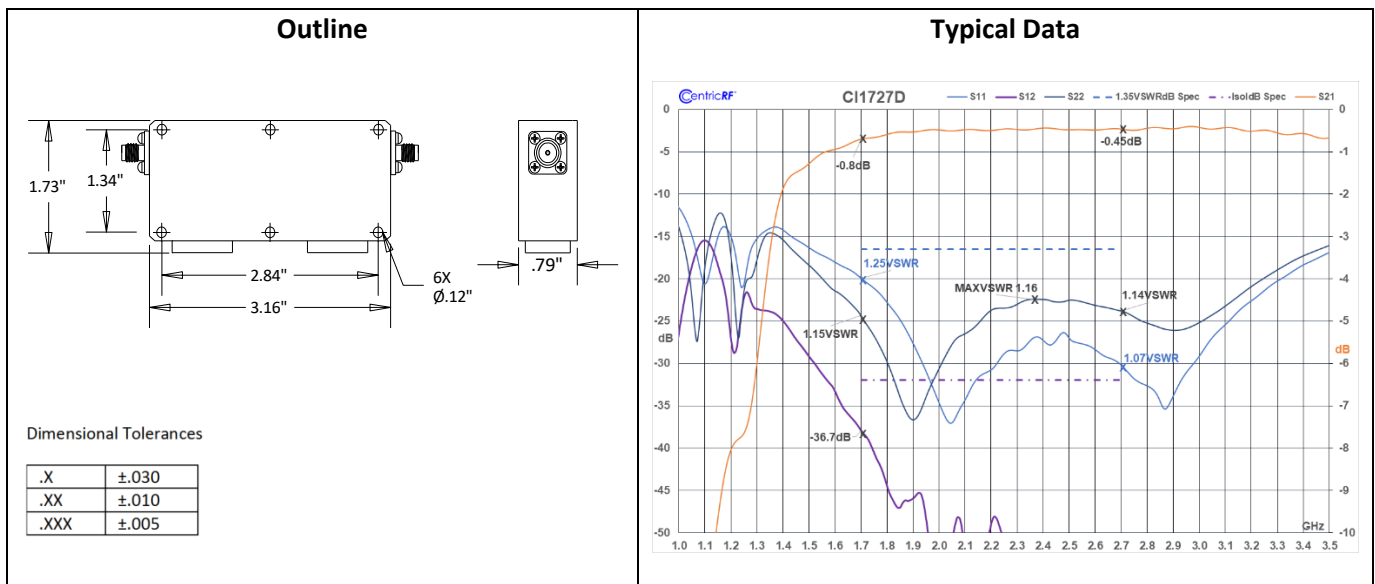 Outline
1.73"
1.34"
2.84"
3.16"
6X
Ø.12"
.79"
Dimensional Tolerances
.X ±.030
.XX ±.010
.XXX ±.005
Typical Data
CentricRF™
CI1727D
S11 S12 S22 1.35VSWRdB Spec IsoldB Spec S21
0 0
-5 -1
-10 -2
-15 -3
-20 -4
-25 -5
dB
-30 -6
dB
-35 -7
-40 -8
-45 -9
-50 -10
-0.8dB
-0.45dB
1.25VSWR
MAXVSWR 1.16
1.14VSWR
1.15VSWR
1.07VSWR
-36.7dB
GHz
1.0 1.1 1.2 1.3 1.4 1.5 1.6 1.7 1.8 1.9 2.0 2.1 2.2 2.3 2.4 2.5 2.6 2.7 2.8 2.9 3.0 3.1 3.2 3.3 3.4 3.5